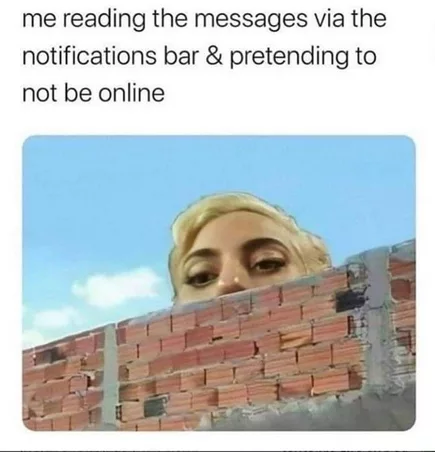 me reading the messages via the
notifications bar & pretending to
not be online